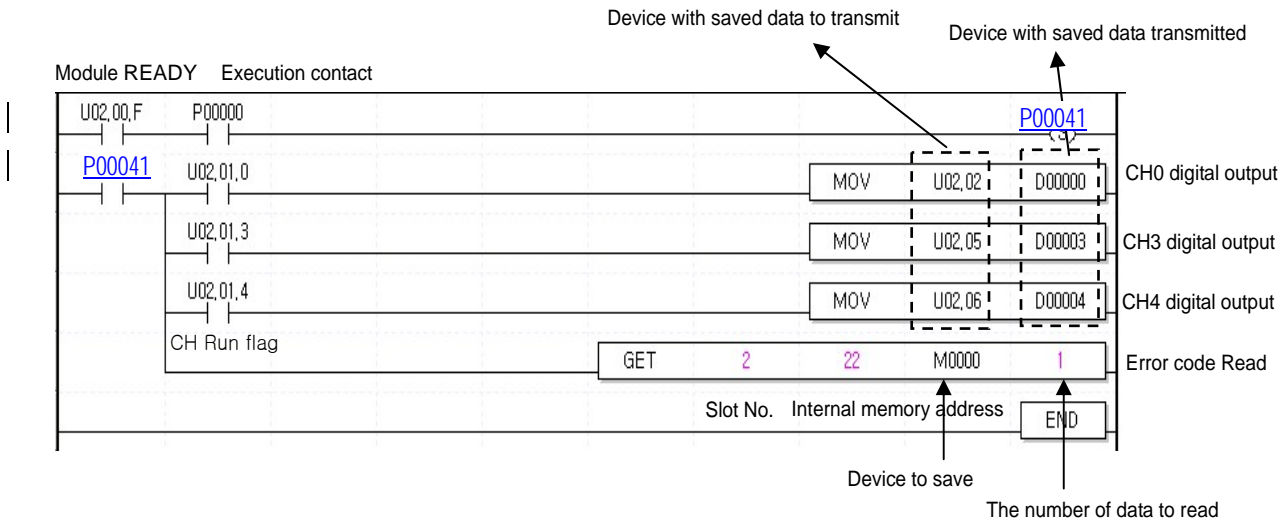 Device with saved data to transmit
Device with saved data transmitted
Module READY Execution contact
U02,00,F P00000 P00041
P00041 U02,01,0 MOV U02,02 D00000 CH0 digital output
U02,01,3 MOV U02,05 D00003 CH3 digital output
U02,01,4 MOV U02,06 D00004 CH4 digital output
CH Run flag
GET 2 22 M0000 1 Error code Read
Slot No. Internal memory address END
Device to save
The number of data to read